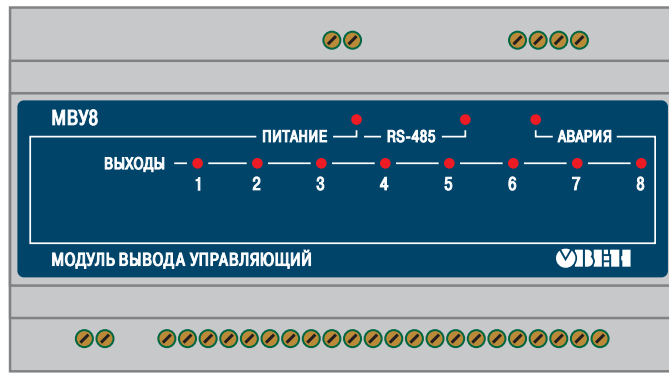 МВУ8
ПИТАНИЕ RS-485 АВАРИЯ
ВЫХОДЫ
1 2 3 4 5 6 7 8
МОДУЛЬ ВЫВОДА УПРАВЛЯЮЩИЙ ОВЕН